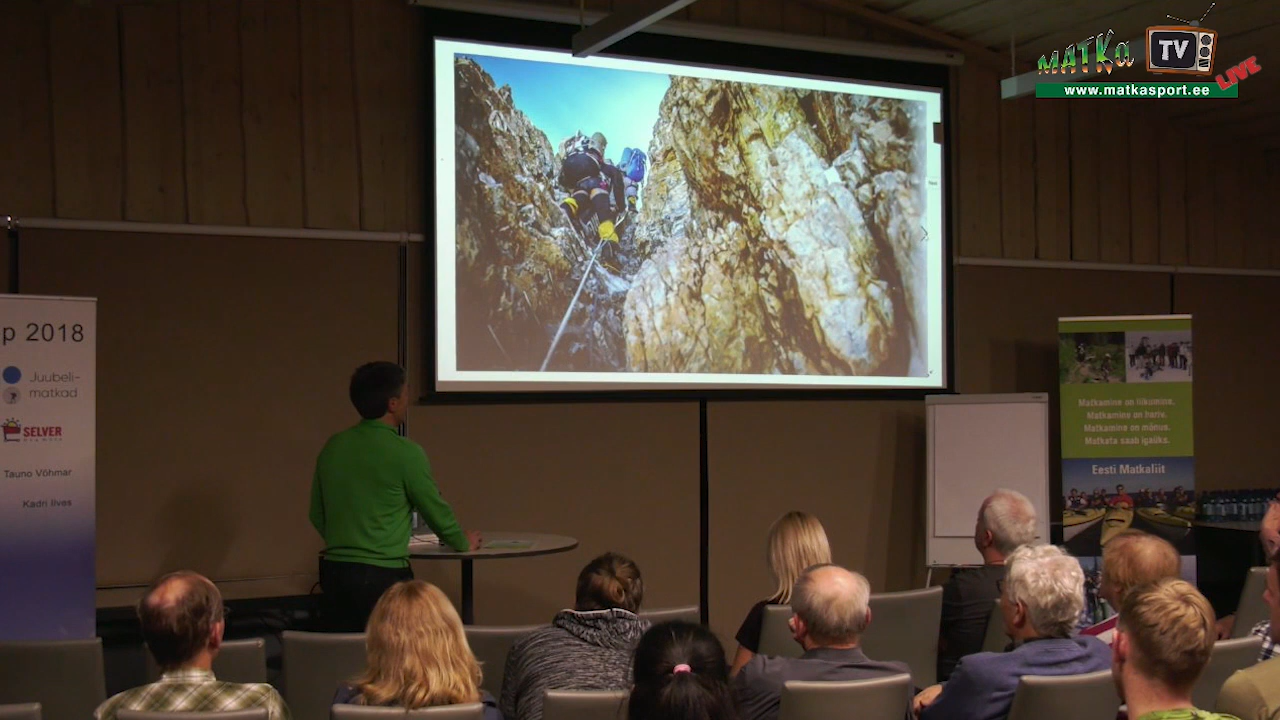 MATKa
TV
LIVE
www.matkasport.ee
p 2018
Juubeli-
matkad
SELVER
Tauno Võhmar
Kadri Ilves
Matkamine on liikumine.
Matkamine on hariv.
Matkamine on mõnus.
Matkata saab igaüks.
Eesti Matkaliit